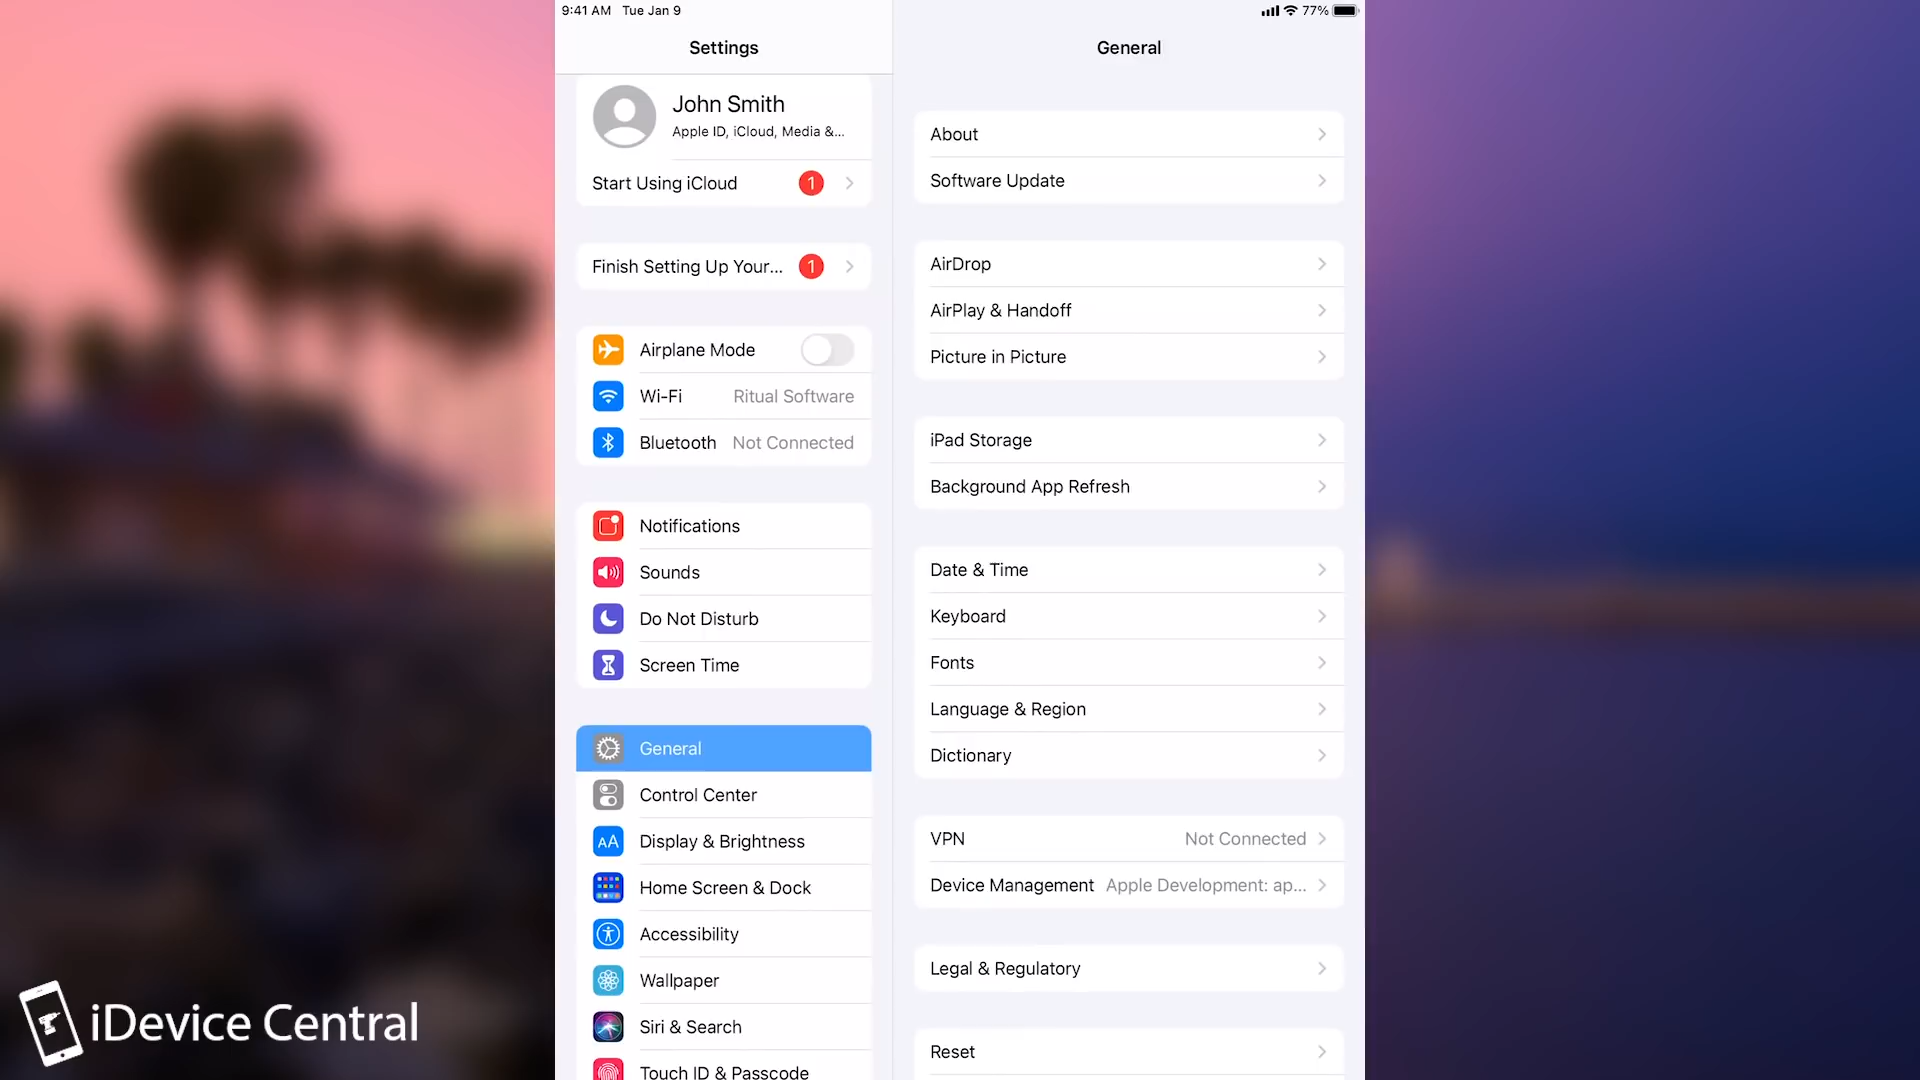 9:41 AM Tue Jan 9
77%
Settings
General
John Smith
Apple ID, iCloud, Media &...
Start Using iCloud 1
Finish Setting Up Your... 1
Airplane Mode
Wi-Fi Ritual Software
Bluetooth Not Connected
Notifications
Sounds
Do Not Disturb
Screen Time
General
Control Center
AA Display & Brightness
Home Screen & Dock
Accessibility
Wallpaper
Siri & Search
Touch ID & Passcode
About
Software Update
AirDrop
AirPlay & Handoff
Picture in Picture
iPad Storage
Background App Refresh
Date & Time
Keyboard
Fonts
Language & Region
Dictionary
VPN Not Connected
Device Management Apple Development: ap...
Legal & Regulatory
Reset
iDevice Central